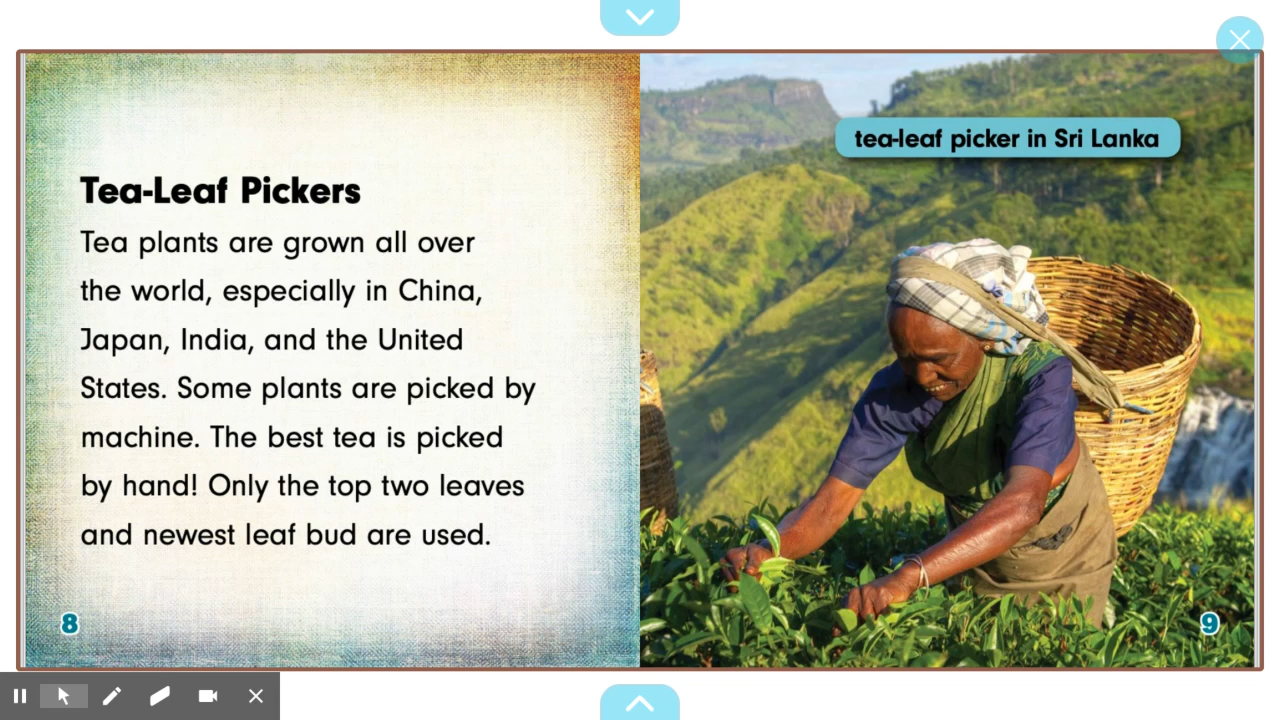 Tea-Leaf Pickers
Tea plants are grown all over
the world, especially in China,
Japan, India, and the United
States. Some plants are picked by
machine. The best tea is picked
by hand! Only the top two leaves
and newest leaf bud are used.
8
tea-leaf picker in Sri Lanka
9